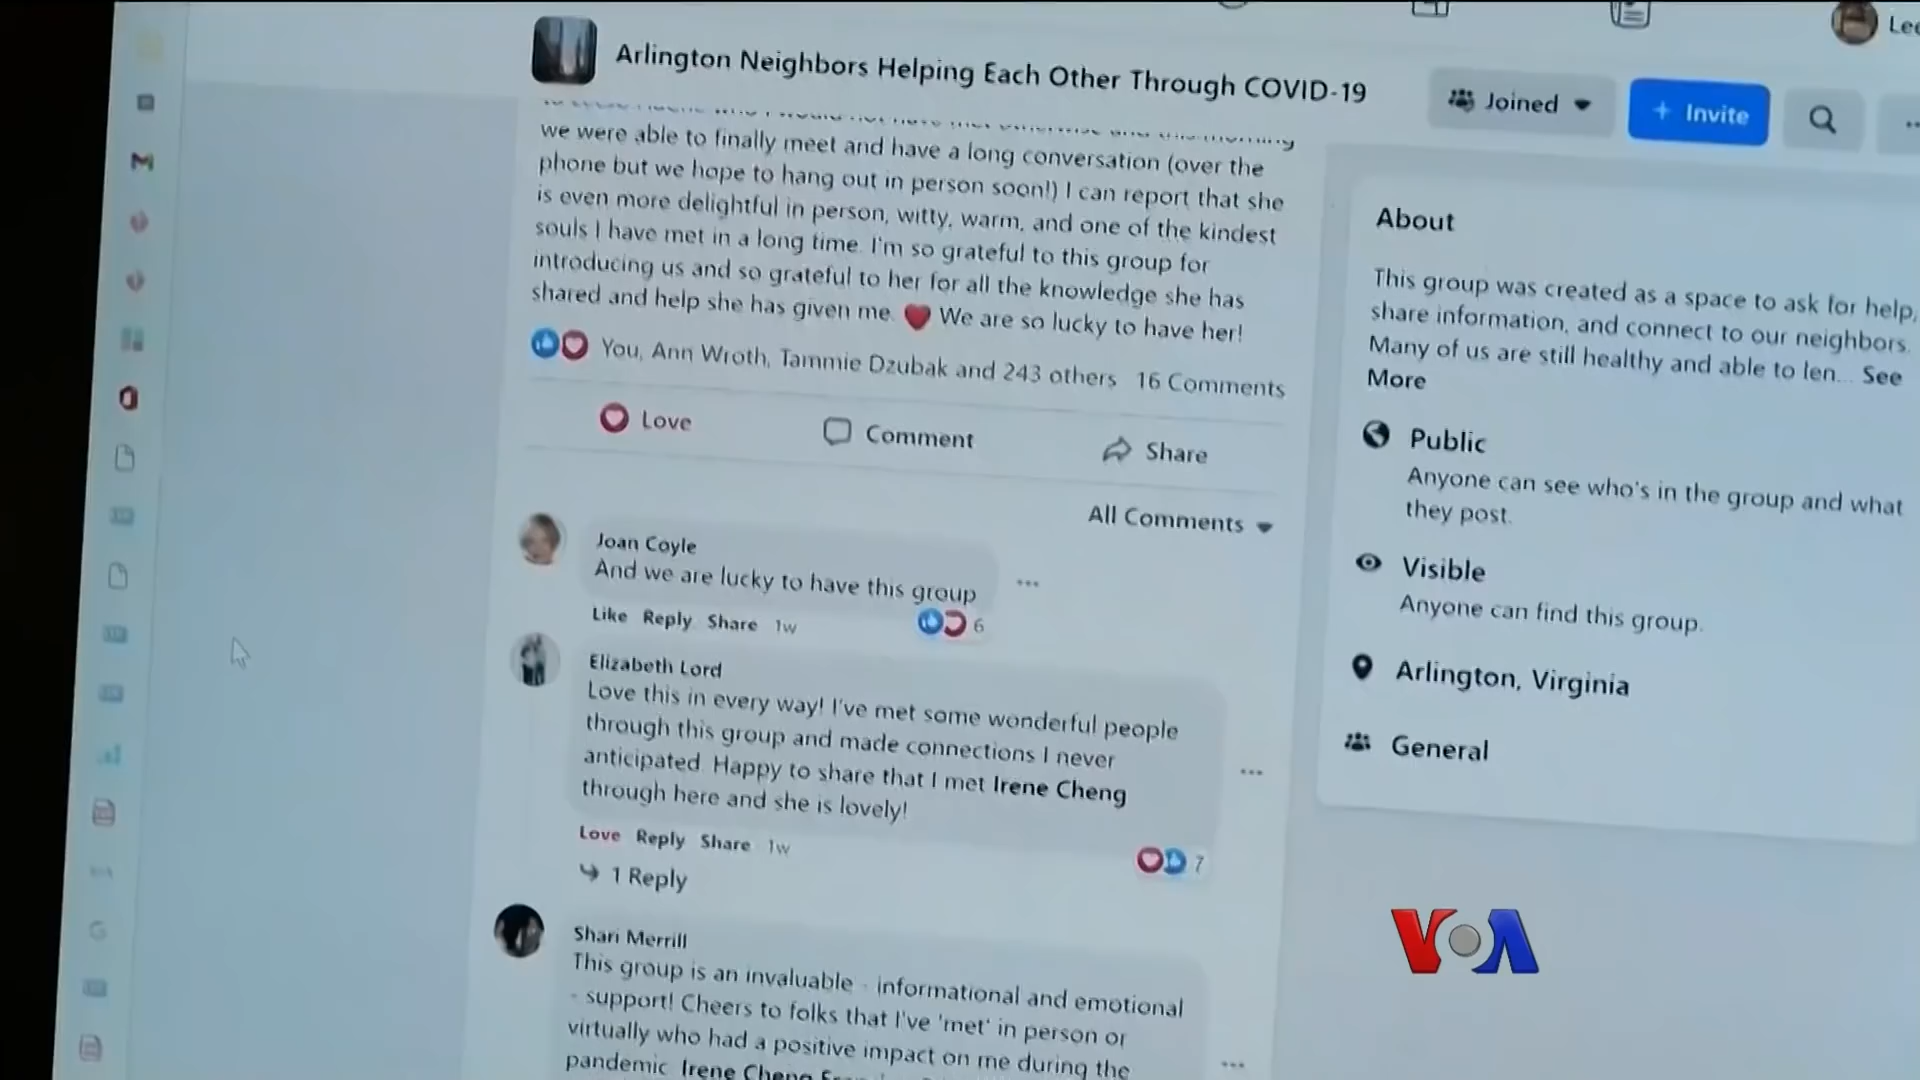 Lee
Arlington Neighbors Helping Each Other Through COVID-19
Joined
+ Invite
we were able to finally meet and have a long conversation (over the
phone but we hope to hang out in person soon!) I can report that she
is even more delightful in person, witty, warm, and one of the kindest
souls I have met in a long time. I'm so grateful to this group for
introducing us and so grateful to her for all the knowledge she has
shared and help she has given me. ❤ We are so lucky to have her!
You, Ann Wroth, Tammie Dzubak and 243 others 16 Comments
Love Comment Share
All Comments
Joan Coyle
And we are lucky to have this group
Like Reply Share 1w 6
Elizabeth Lord
Love this in every way! I've met some wonderful people
through this group and made connections I never
anticipated. Happy to share that I met Irene Cheng
through here and she is lovely!
Love Reply Share 1w 7
1 Reply
Shari Merrill
This group is an invaluable - informational and emotional
- support! Cheers to folks that I've 'met' in person or
virtually who had a positive impact on me during the
pandemic Irene Cheng
About
This group was created as a space to ask for help,
share information, and connect to our neighbors.
Many of us are still healthy and able to len... See
More
Public
Anyone can see who's in the group and what
they post.
Visible
Anyone can find this group.
Arlington, Virginia
General
VOA